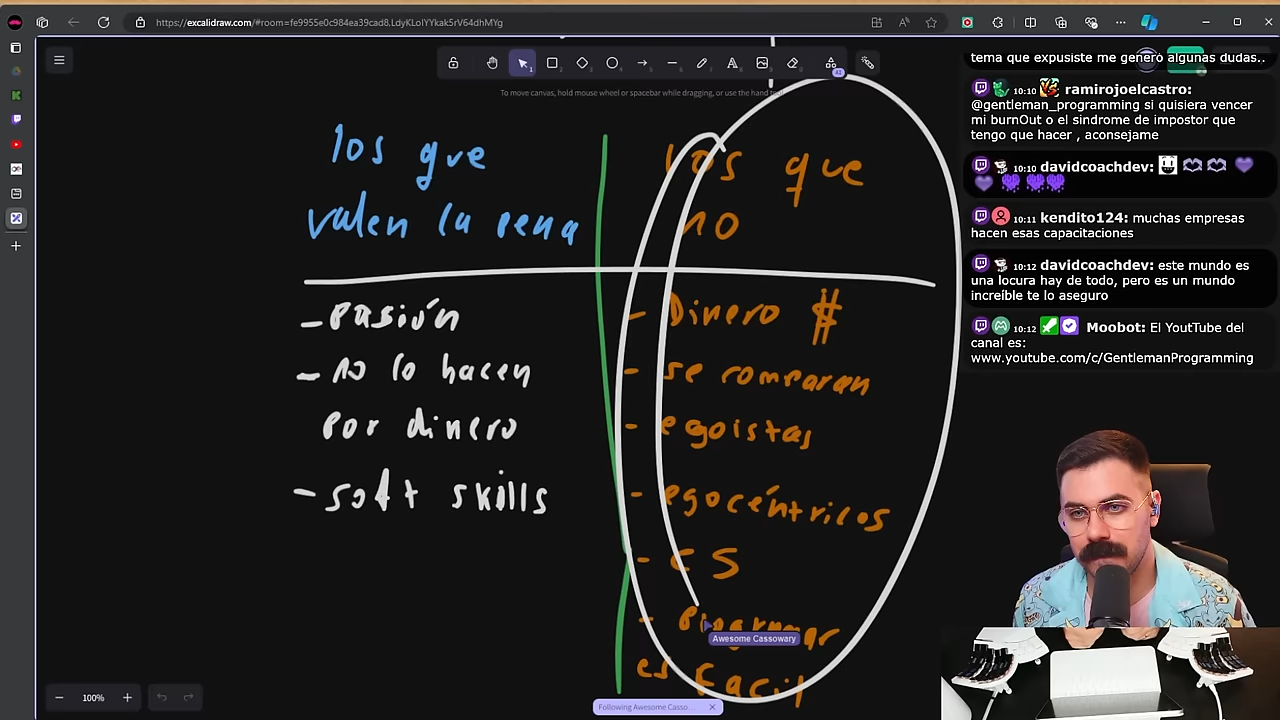 https://excalidraw.com/#room=fe9955e0c984ea39cad8.LdyKLoIYYkak5rV64dhMYg
To move canvas, hold mouse wheel or spacebar while dragging, or use the hand
los que
valen la pena
los que
no
- Pasión
- no lo hacen
por dinero
- soft skills
- Dinero $
- se comparan
- egoistas
- egocéntricos
- CS
- Programar
es facil
Awesome Cassowary
Following Awesome Casso...
100%
tema que expusiste me generó algunas dudas..
10:10 ramirojoelcastro:
@gentleman_programming si quisiera vencer
mi burnOut o el sindrome de impostor que
tengo que hacer , aconsejame
10:10 davidcoachdev:
10:11 kendito124: muchas empresas
hacen esas capacitaciones
10:12 davidcoachdev: este mundo es
una locura hay de todo, pero es un mundo
increíble te lo aseguro
10:12 Moobot: El YouTube del
canal es:
www.youtube.com/c/GentlemanProgramming